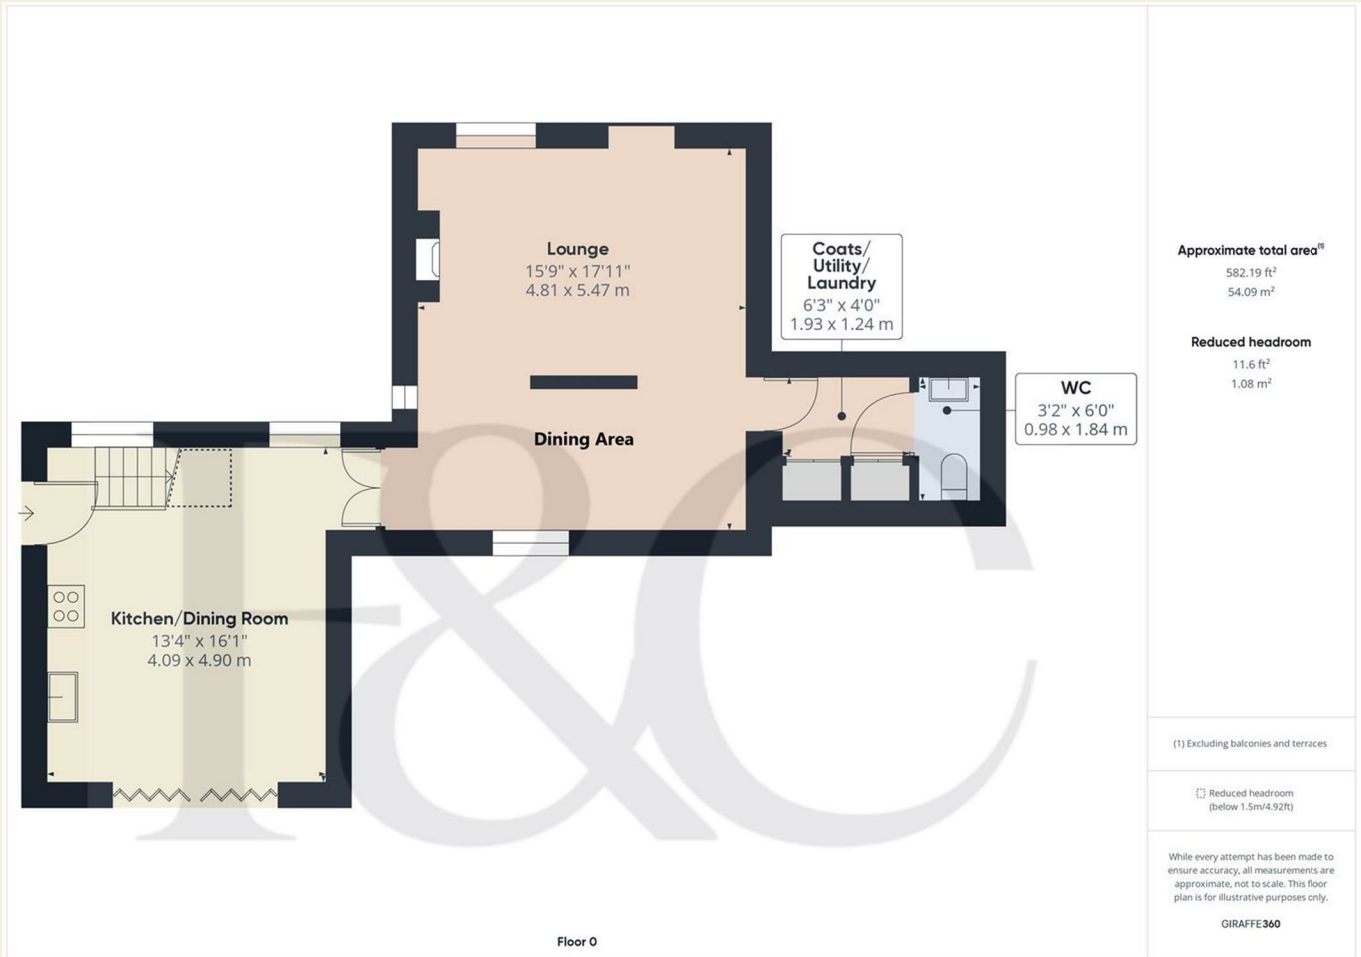 Lounge
15'9" x 17'11"
4.81 x 5.47 m
Coats/
Utility/
Laundry
6'3" x 4'0"
1.93 x 1.24 m
WC
3'2" x 6'0"
0.98 x 1.84 m
Dining Area
Kitchen/Dining Room
13'4" x 16'1"
4.09 x 4.90 m
F&C
Floor 0
Approximate total area(1)
582.19 ft²
54.09 m²
Reduced headroom
11.6 ft²
1.08 m²
(1) Excluding balconies and terraces
Reduced headroom
(below 1.5m/4.92ft)
While every attempt has been made to
ensure accuracy, all measurements are
approximate, not to scale. This floor
plan is for illustrative purposes only.
GIRAFFE360